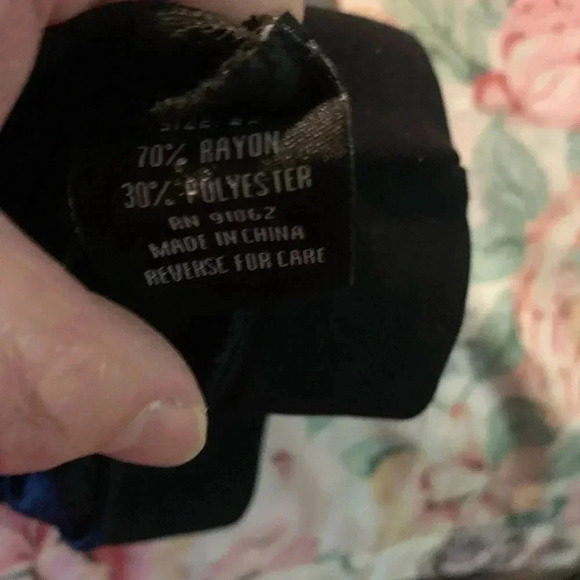 70% RAYON
30% POLYESTER
RN 91062
MADE IN CHINA
REVERSE FOR CARE